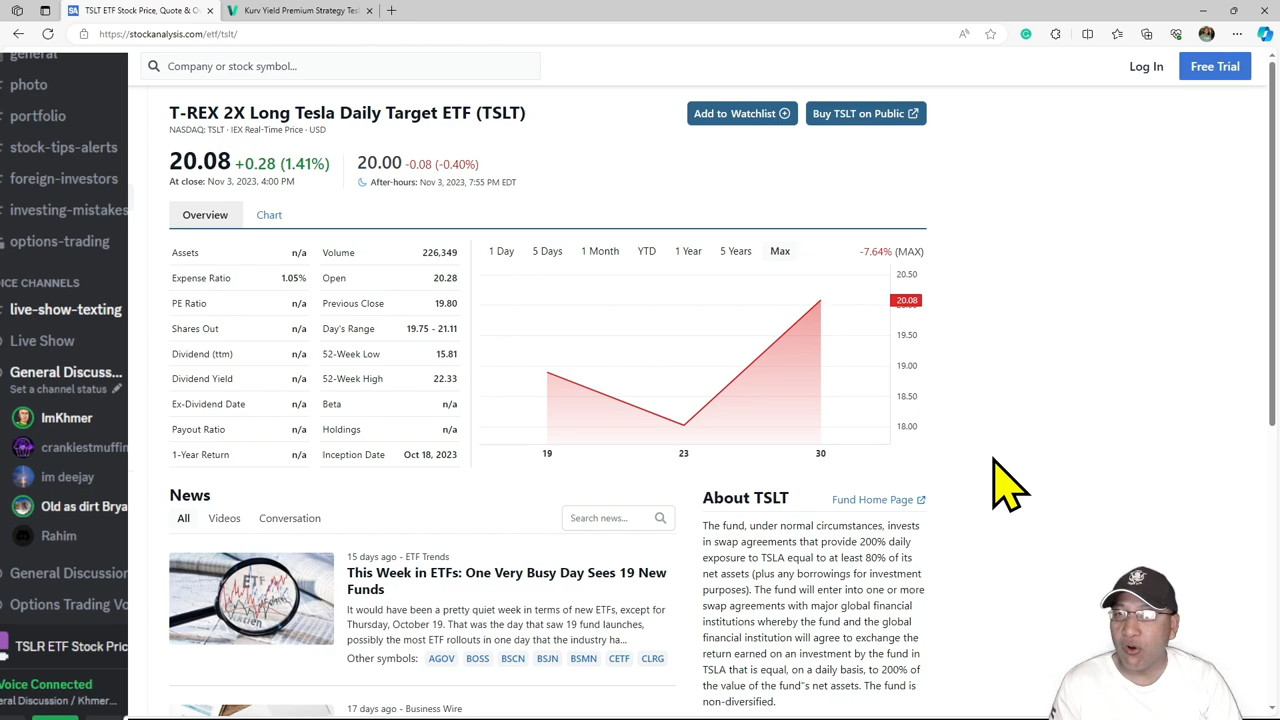 TSLT ETF Stock Price, Quote & O
Kurv Yield Premium Strategy Tes
https://stockanalysis.com/etf/tslt/
general
photo
portfolio
stock-tips-alerts
foreign-investors
investing-mistakes
options-trading
OICE CHANNELS
live-show-texting
Live Show
General Discuss...
Set a channel status
ImKhmer
crankiestmuffin
im deejay
Old as dirt Brya
Rahim
General Discussion
Options Trading Vo
TSLR ETF Stock Pric
Voice Connected
eneral Discussion / Khme
Company or stock symbol...
Log In
Free Trial
T-REX 2X Long Tesla Daily Target ETF (TSLT)
NASDAQ: TSLT · IEX Real-Time Price · USD
Add to Watchlist
Buy TSLT on Public
20.08 +0.28 (1.41%)
At close: Nov 3, 2023, 4:00 PM
20.00 -0.08 (-0.40%)
After-hours: Nov 3, 2023, 7:55 PM EDT
Overview
Chart
Assets n/a Volume 226,349
Expense Ratio 1.05% Open 20.28
PE Ratio n/a Previous Close 19.80
Shares Out n/a Day's Range 19.75 - 21.11
Dividend (ttm) n/a 52-Week Low 15.81
Dividend Yield n/a 52-Week High 22.33
Ex-Dividend Date n/a Beta n/a
Payout Ratio n/a Holdings n/a
1-Year Return n/a Inception Date Oct 18, 2023
1 Day 5 Days 1 Month YTD 1 Year 5 Years Max -7.64% (MAX)
20.50
20.08
19.50
19.00
18.50
18.00
19 23 30
News
All Videos Conversation
Search news...
15 days ago - ETF Trends
This Week in ETFs: One Very Busy Day Sees 19 New
Funds
It would have been a pretty quiet week in terms of new ETFs, except for
Thursday, October 19. That was the day that saw 19 fund launches,
possibly the most ETF rollouts in one day that the industry ha...
Other symbols: AGOV BOSS BSCN BSJN BSMN CETF CLRG
17 days ago - Business Wire
About TSLT
Fund Home Page
The fund, under normal circumstances, invests
in swap agreements that provide 200% daily
exposure to TSLA equal to at least 80% of its
net assets (plus any borrowings for investment
purposes). The fund will enter into one or more
swap agreements with major global financial
institutions whereby the fund and the global
financial institution will agree to exchange the
return earned on an investment by the fund in
TSLA that is equal, on a daily basis, to 200% of
the value of the fund"s net assets. The fund is
non-diversified.